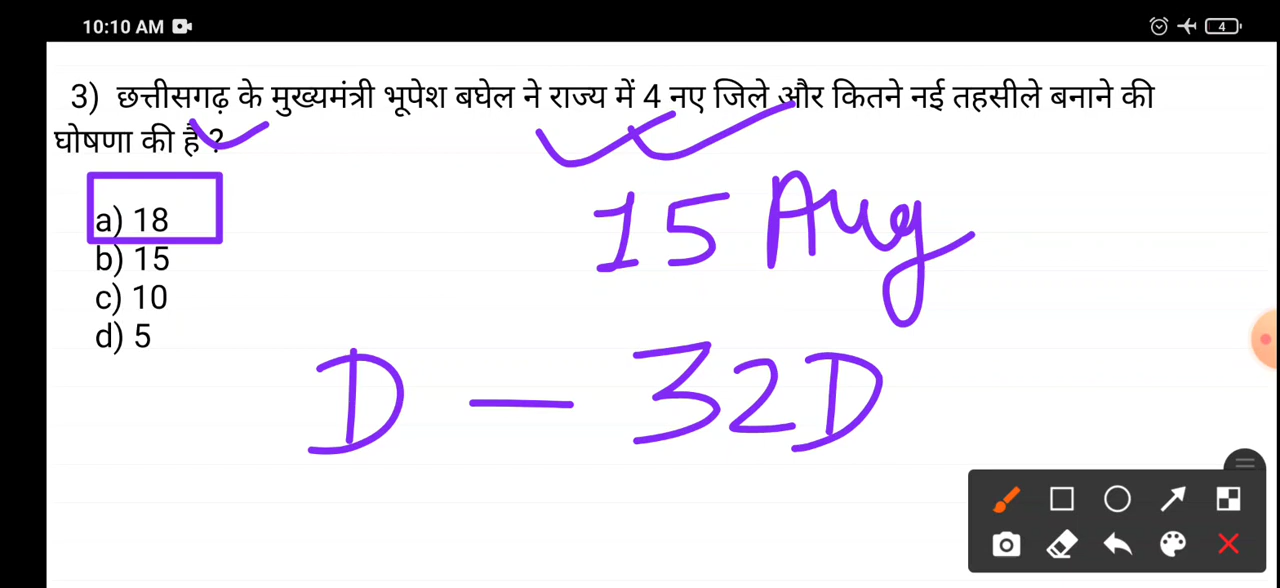 10:10 AM
4
3) छत्तीसगढ़ के मुख्यमंत्री भूपेश बघेल ने राज्य में 4 नए जिले और कितने नई तहसीले बनाने की
घोषणा की है ?
a) 18
b) 15
c) 10
d) 5
15 Aug
D — 32D